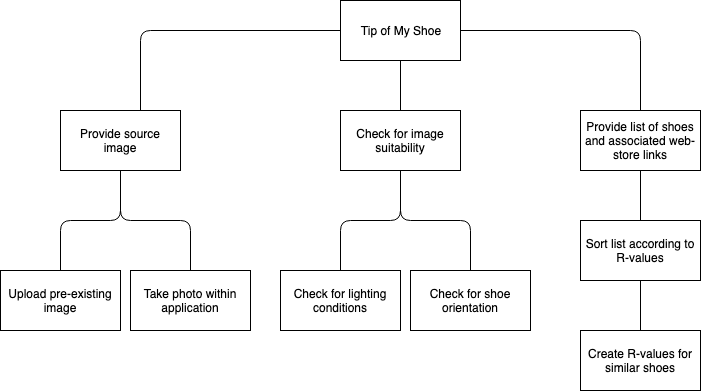 Tip of My Shoe
Provide source
image
Check for image
suitability
Provide list of shoes
and associated web-
store links
Sort list according to
R-values
Upload pre-existing
image
Take photo within
application
Check for lighting
conditions
Check for shoe
orientation
Create R-values for
similar shoes